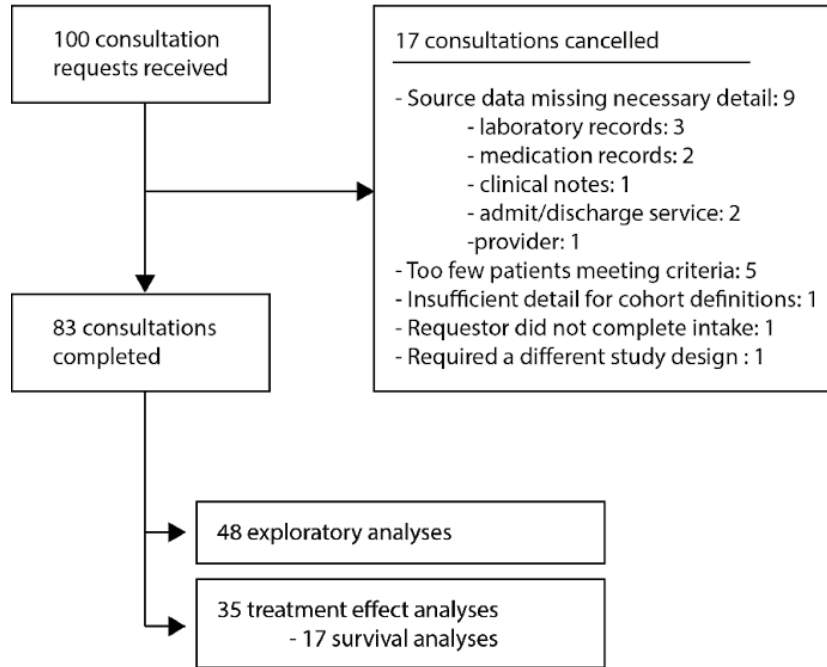 100 consultation
requests received
17 consultations cancelled
- Source data missing necessary detail: 9
- laboratory records: 3
- medication records: 2
- clinical notes: 1
- admit/discharge service: 2
-provider: 1
- Too few patients meeting criteria: 5
- Insufficient detail for cohort definitions: 1
- Requestor did not complete intake: 1
- Required a different study design : 1
83 consultations
completed
48 exploratory analyses
35 treatment effect analyses
- 17 survival analyses